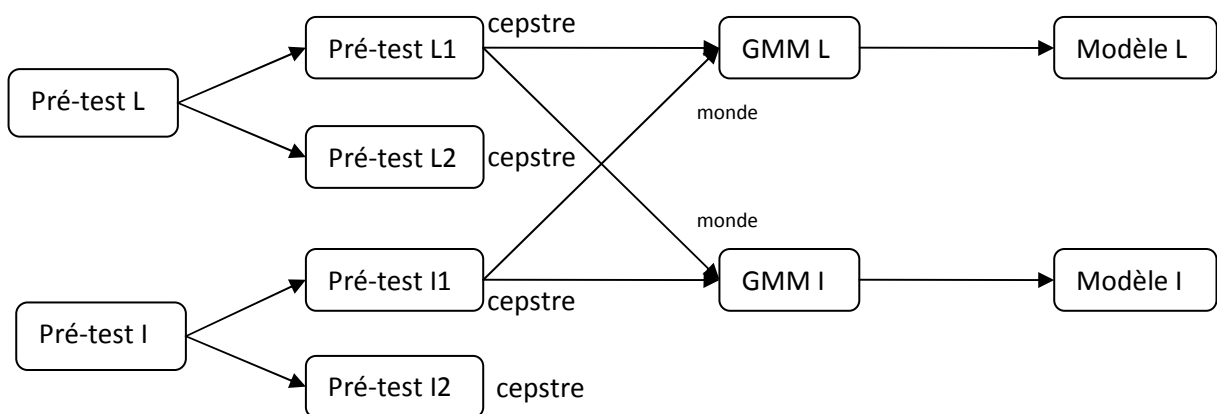 cepstre
Pré-test L1
GMM L
Modèle L
Pré-test L
monde
Pré-test L2
cepstre
monde
Pré-test I1
GMM I
Modèle I
cepstre
Pré-test I
Pré-test I2
cepstre